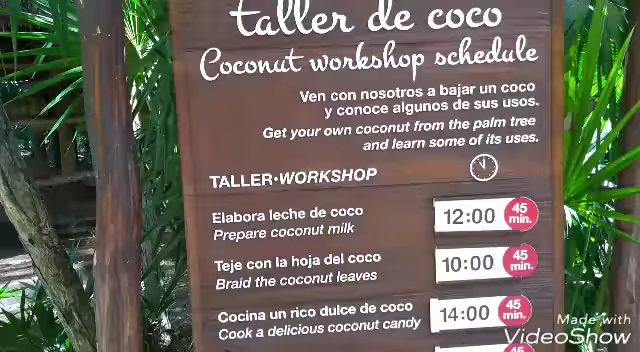 taller de coco
Coconut workshop schedule
Ven con nosotros a bajar un coco
y conoce algunos de sus usos.
Get your own coconut from the palm tree
and learn some of its uses.
TALLER·WORKSHOP
Elabora leche de coco
Prepare coconut milk
12:00 45 min.
Teje con la hoja del coco
Braid the coconut leaves
10:00 45 min.
Cocina un rico dulce de coco
Cook a delicious coconut candy
14:00 45 min.
45
Made with
VideoShow